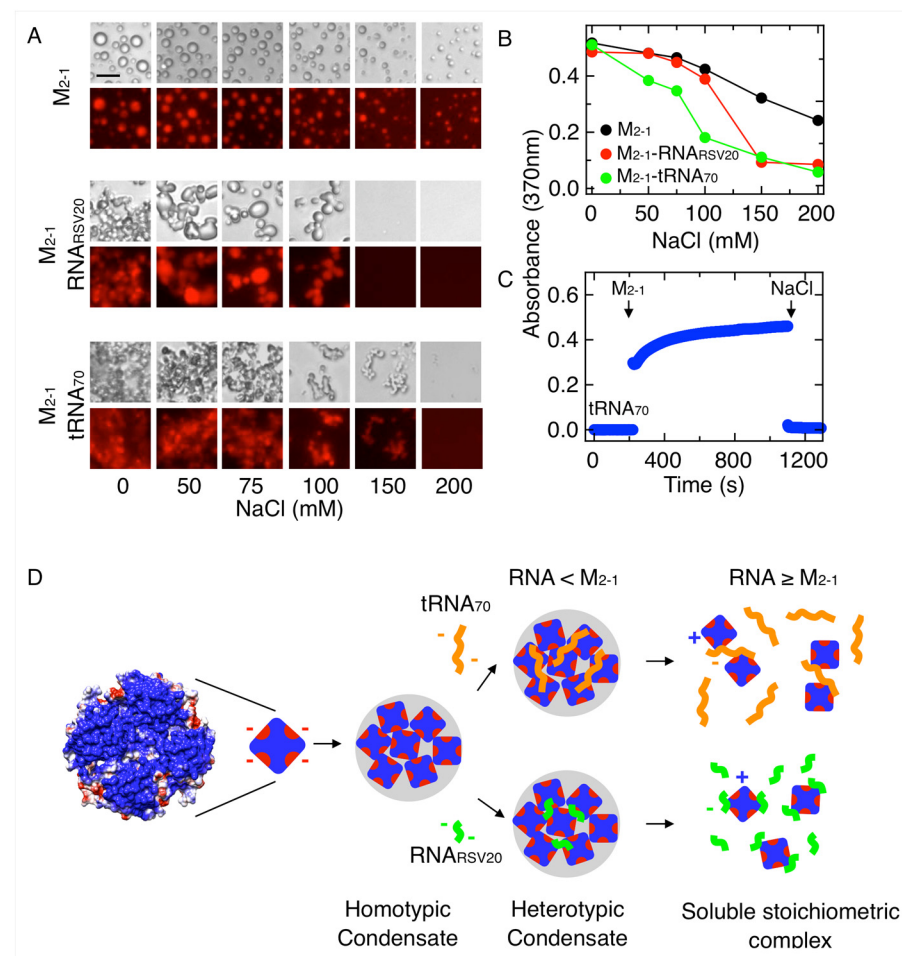 A
M2-1
M2-1
RNARSV20
M2-1
tRNA70
0 50 75 100 150 200
NaCl (mM)
B
Absorbance (370nm)
0.4
0.2
0.0
M2-1
M2-1-RNARSV20
M2-1-tRNA70
0 50 100 150 200
NaCl (mM)
C
0.6
0.4
0.2
0.0
M2-1
NaCl
tRNA70
0 400 800 1200
Time (s)
D
RNA < M2-1
RNA ≥ M2-1
tRNA70
-
-
+
-
- -
- -
+
-
-
-
RNARSV20
Homotypic
Condensate
Heterotypic
Condensate
Soluble stoichiometric
complex